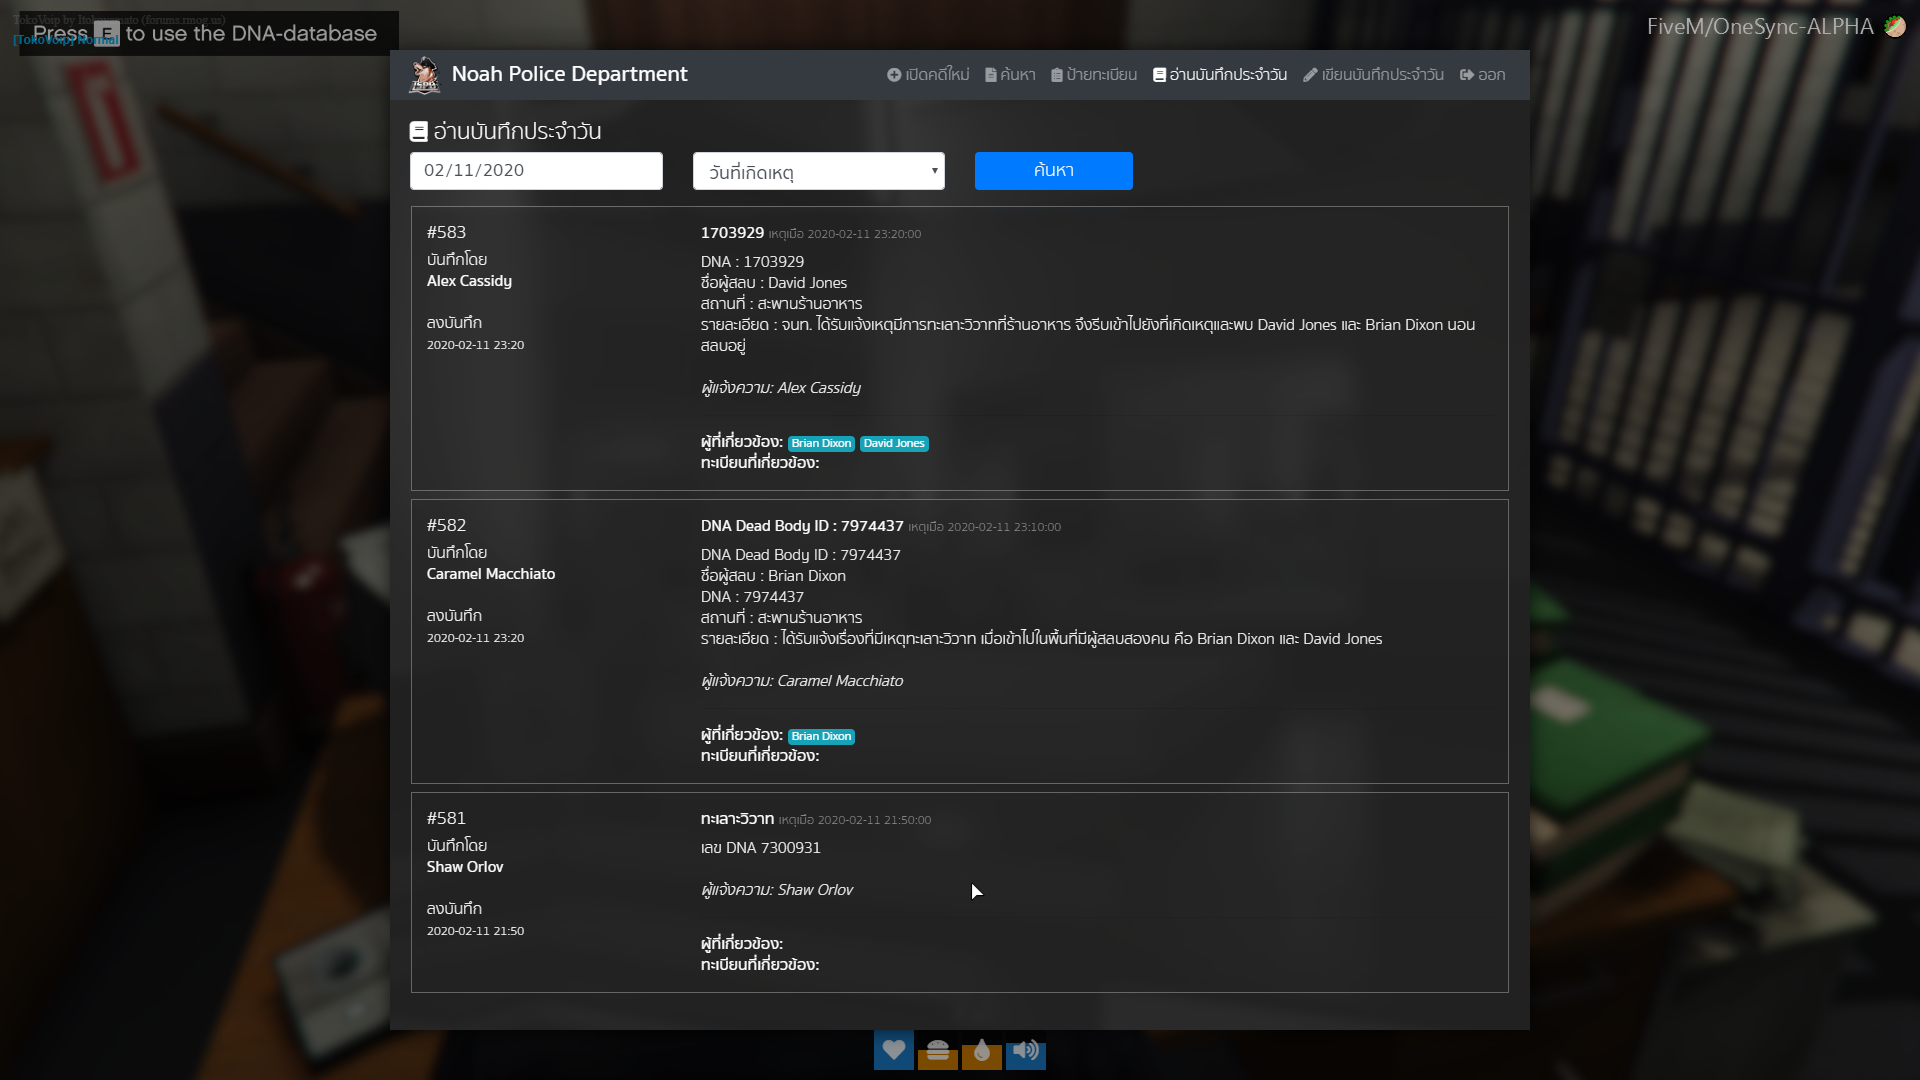 TokoVoip by Itokoyamato (forums.rmog.us)
[TokoVoip] Normal
Press E to use the DNA-database
FiveM/OneSync-ALPHA
Noah Police Department
เปิดคดีใหม่ ค้นหา ป้ายทะเบียน อ่านบันทึกประจำวัน เขียนบันทึกประจำวัน ออก
อ่านบันทึกประจำวัน
02/11/2020 วันที่เกิดเหตุ ค้นหา
#583
บันทึกโดย
Alex Cassidy
ลงบันทึก
2020-02-11 23:20
1703929 เหตุเมื่อ 2020-02-11 23:20:00
DNA : 1703929
ชื่อผู้สลบ : David Jones
สถานที่ : สะพานร้านอาหาร
รายละเอียด : จนท. ได้รับแจ้งเหตุมีการทะเลาะวิวาทที่ร้านอาหาร จึงรีบเข้าไปยังที่เกิดเหตุและพบ David Jones และ Brian Dixon นอน
สลบอยู่
ผู้แจ้งความ: Alex Cassidy
ผู้ที่เกี่ยวข้อง: Brian Dixon David Jones
ทะเบียนที่เกี่ยวข้อง:
#582
บันทึกโดย
Caramel Macchiato
ลงบันทึก
2020-02-11 23:20
DNA Dead Body ID : 7974437 เหตุเมื่อ 2020-02-11 23:10:00
DNA Dead Body ID : 7974437
ชื่อผู้สลบ : Brian Dixon
DNA : 7974437
สถานที่ : สะพานร้านอาหาร
รายละเอียด : ได้รับแจ้งเรื่องที่มีเหตุทะเลาะวิวาท เมื่อเข้าไปในพื้นที่มีผู้สลบสองคน คือ Brian Dixon และ David Jones
ผู้แจ้งความ: Caramel Macchiato
ผู้ที่เกี่ยวข้อง: Brian Dixon
ทะเบียนที่เกี่ยวข้อง:
#581
บันทึกโดย
Shaw Orlov
ลงบันทึก
2020-02-11 21:50
ทะเลาะวิวาท เหตุเมื่อ 2020-02-11 21:50:00
เลข DNA 7300931
ผู้แจ้งความ: Shaw Orlov
ผู้ที่เกี่ยวข้อง:
ทะเบียนที่เกี่ยวข้อง: